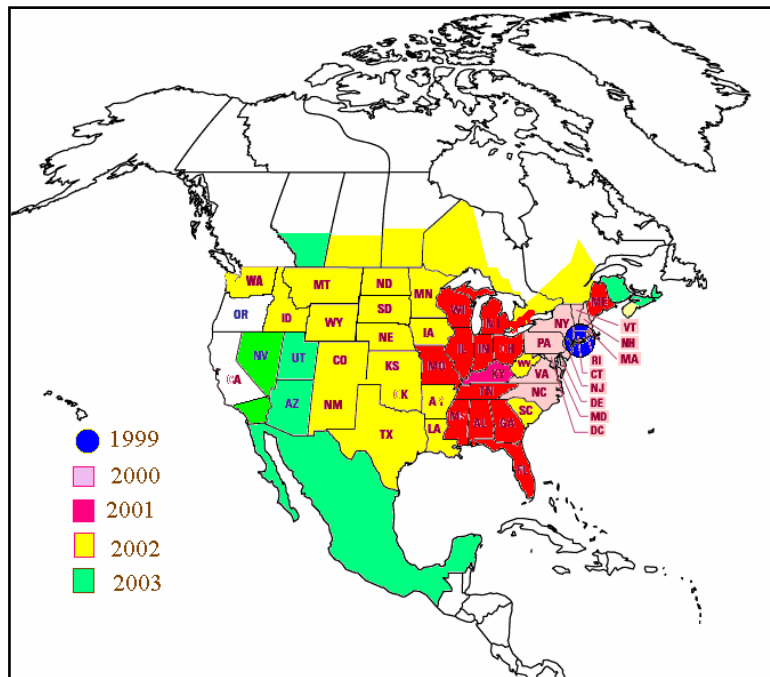 WA
MT
ND
MN
OR
ID
SD
WY
NE
IA
NV
UT
CO
KS
CA
AZ
NM
TX
LA
MO
IL
IN
KY
TN
MS
AL
GA
FL
SC
NC
VA
WV
PA
NY
ME
VT
NH
MA
RI
CT
NJ
DE
MD
DC
1999
2000
2001
2002
2003